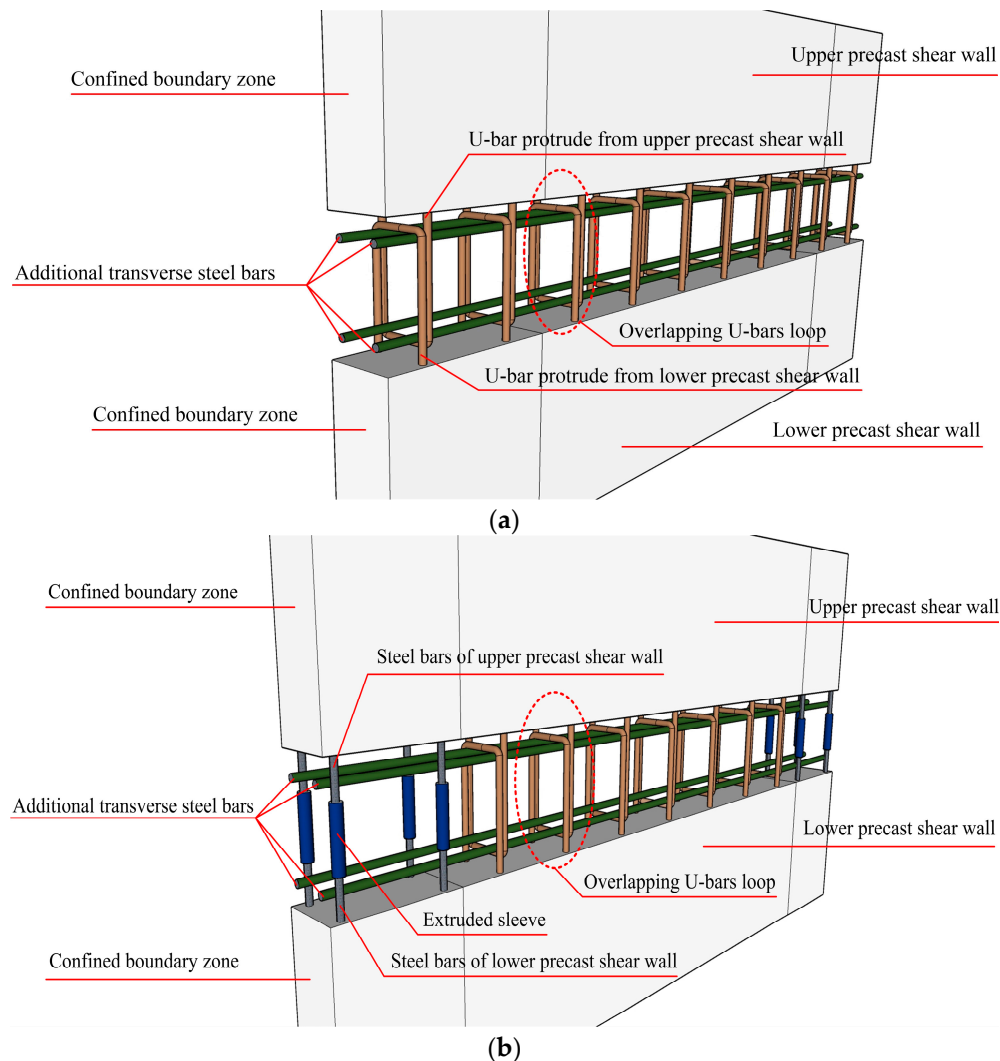 Upper precast shear wall
Confined boundary zone
U-bar protrude from upper precast shear wall
Additional transverse steel bars
Overlapping U-bars loop
U-bar protrude from lower precast shear wall
Confined boundary zone
Lower precast shear wall
(a)
Confined boundary zone
Upper precast shear wall
Steel bars of upper precast shear wall
Additional transverse steel bars
Lower precast shear wall
Overlapping U-bars loop
Extruded sleeve
Confined boundary zone
Steel bars of lower precast shear wall
(b)